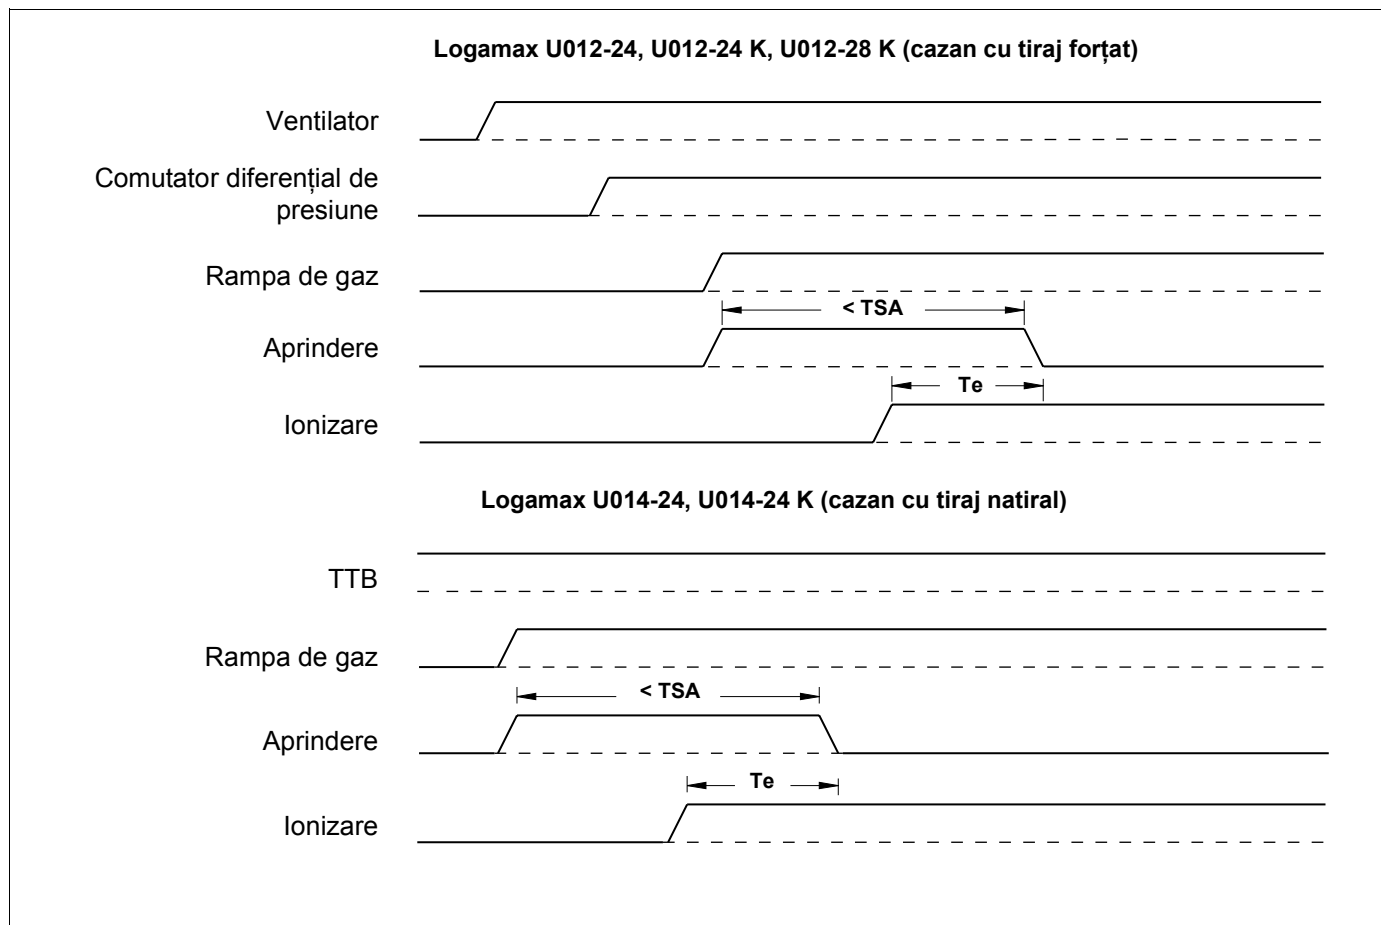 Logamax U012-24, U012-24 K, U012-28 K (cazan cu tiraj forțat)
Ventilator
Comutator diferențial de
presiune
Rampa de gaz
< TSA
Aprindere
Te
Ionizare
Logamax U014-24, U014-24 K (cazan cu tiraj natiral)
TTB
Rampa de gaz
< TSA
Aprindere
Te
Ionizare